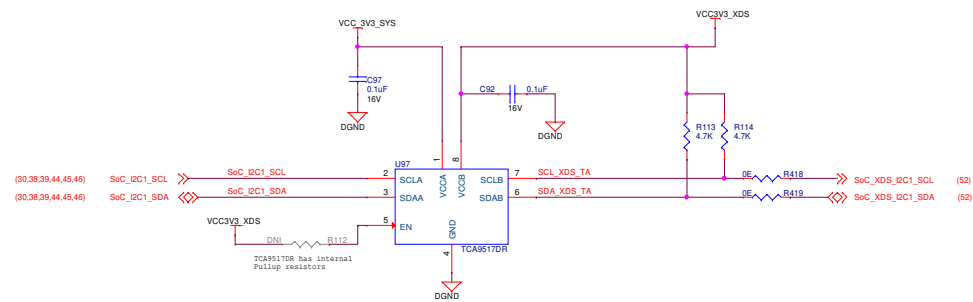 VCC_3V3_SYS
VCC3V3_XDS
C97
0.1uF
16V
DGND
C92
0.1uF
16V
DGND
R113
4.7K
R114
4.7K
U97
1
8
VCCA
VCCB
(30,38,39,44,45,46)
SoC_I2C1_SCL
SoC_I2C1_SCL
2
SCLA
SCLB
7
SCL_XDS_TA
0E
R418
SoC_XDS_I2C1_SCL
(52)
(30,38,39,44,45,46)
SoC_I2C1_SDA
SoC_I2C1_SDA
3
SDAA
SDAB
6
SDA_XDS_TA
0E
R419
SoC_XDS_I2C1_SDA
(52)
VCC3V3_XDS
5
EN
GND
DNI
R112
4
TCA9517DR
TCA9517DR has internal
Pullup resistors
DGND